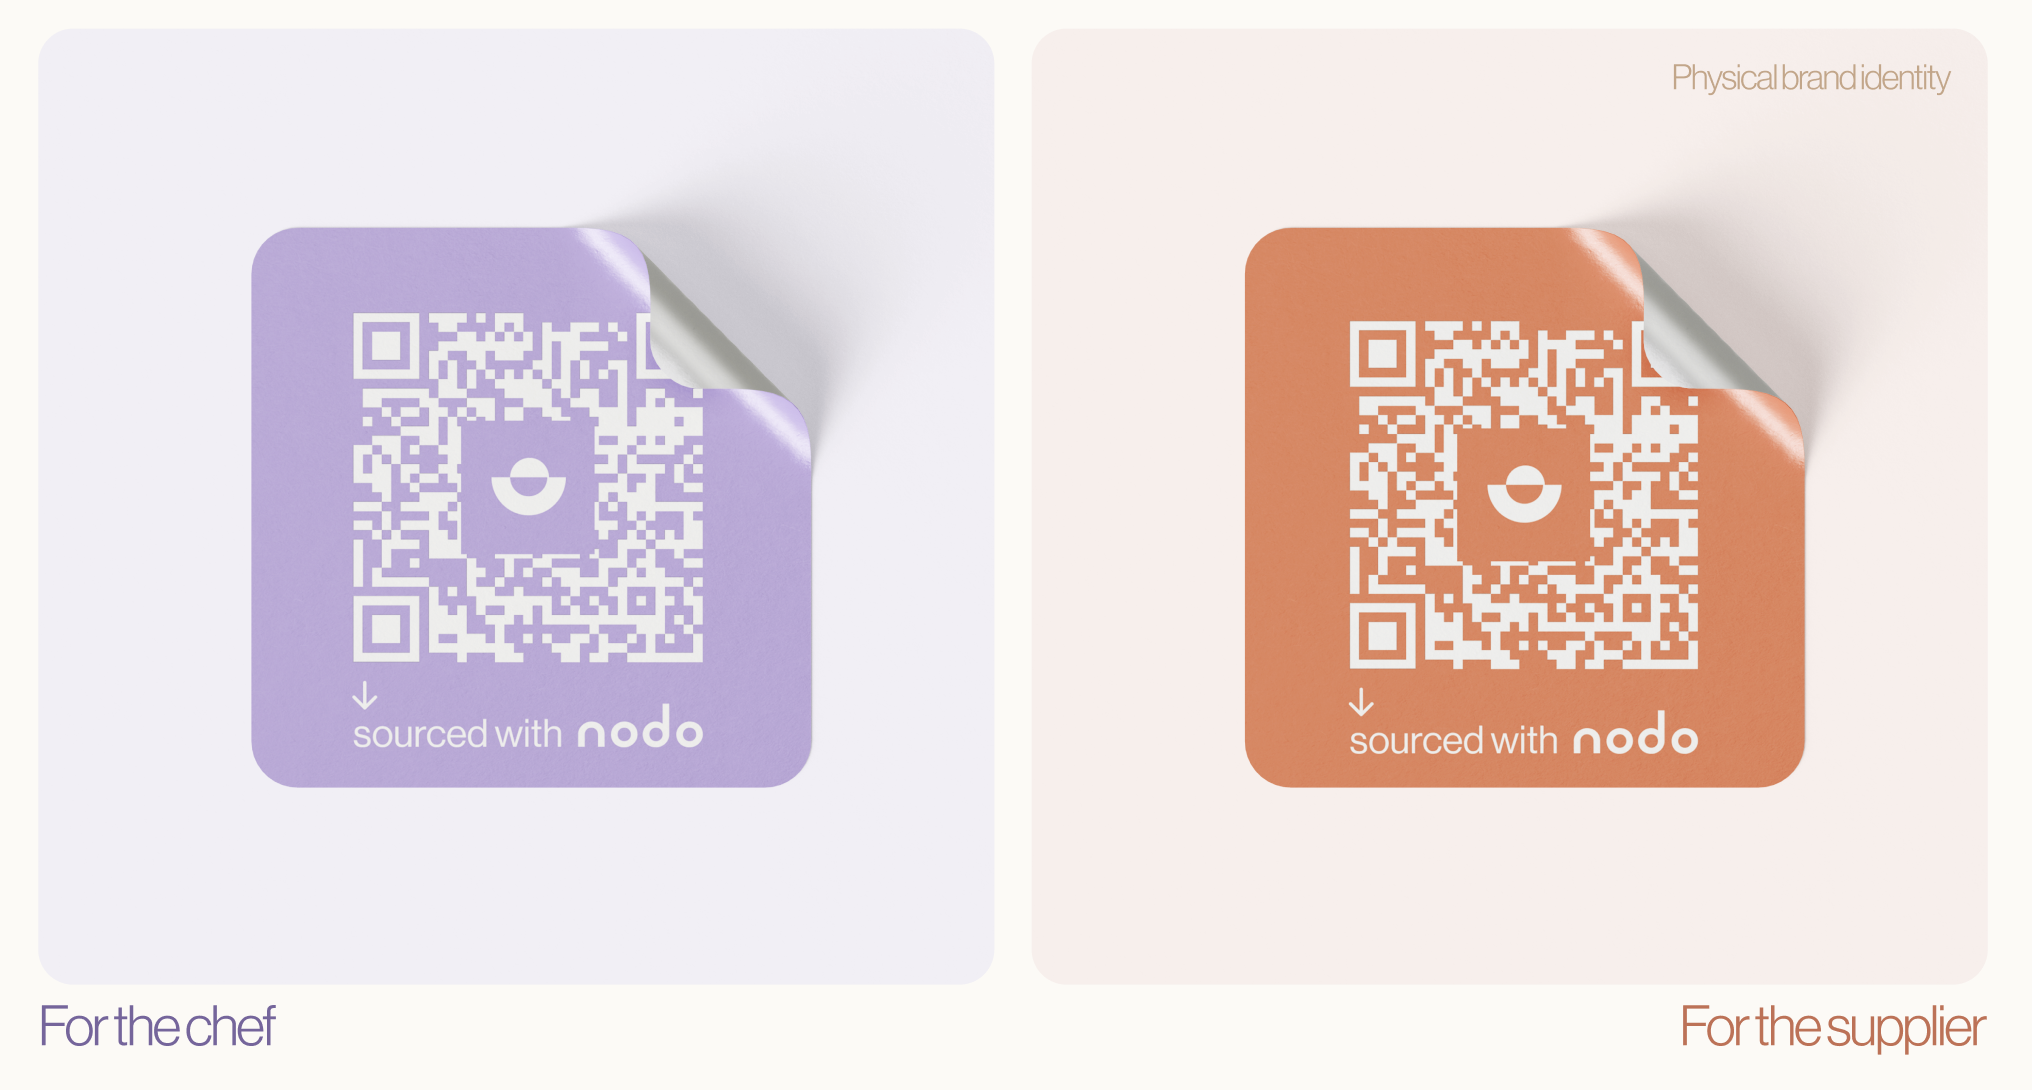 Physical brand identity
↓
sourced with nodo
↓
sourced with nodo
For the chef
For the supplier